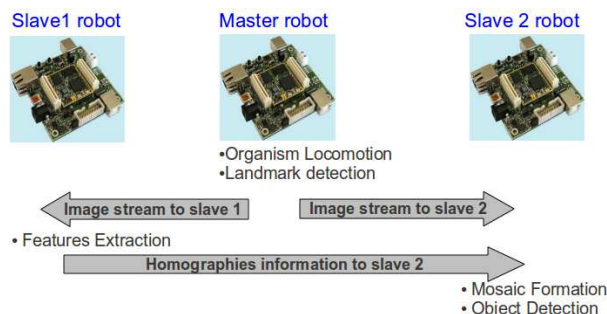 Slave1 robot
Master robot
Slave 2 robot
•Organism Locomotion
•Landmark detection
Image stream to slave 1
Image stream to slave 2
• Features Extraction
Homographies information to slave 2
• Mosaic Formation
• Object Detection